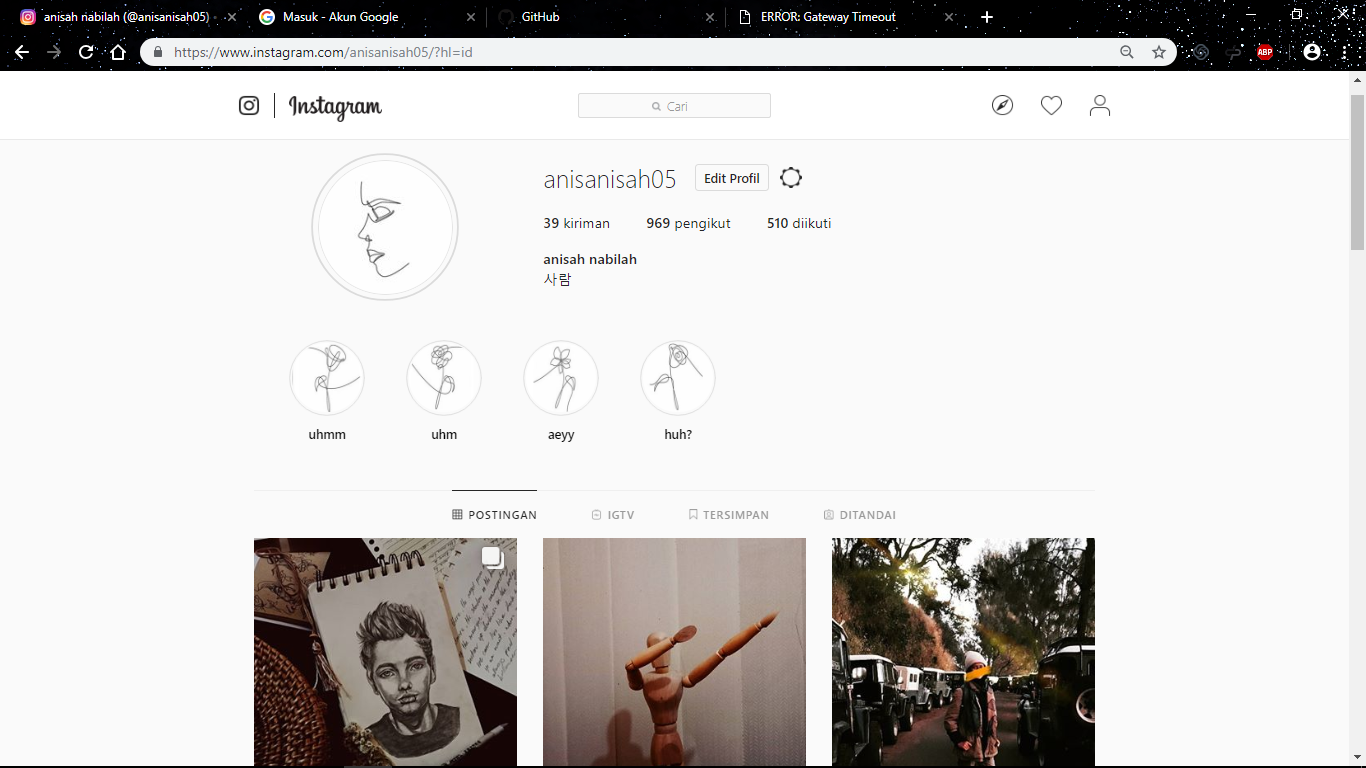 anisah nabilah (@anisanisah05) •
Masuk - Akun Google
GitHub
ERROR: Gateway Timeout
https://www.instagram.com/anisanisah05/?hl=id
ABP
Instagram
Cari
anisanisah05 Edit Profil
39 kiriman 969 pengikut 510 diikuti
anisah nabilah
사람
uhmm uhm aeyy huh?
POSTINGAN IGTV TERSIMPAN DITANDAI